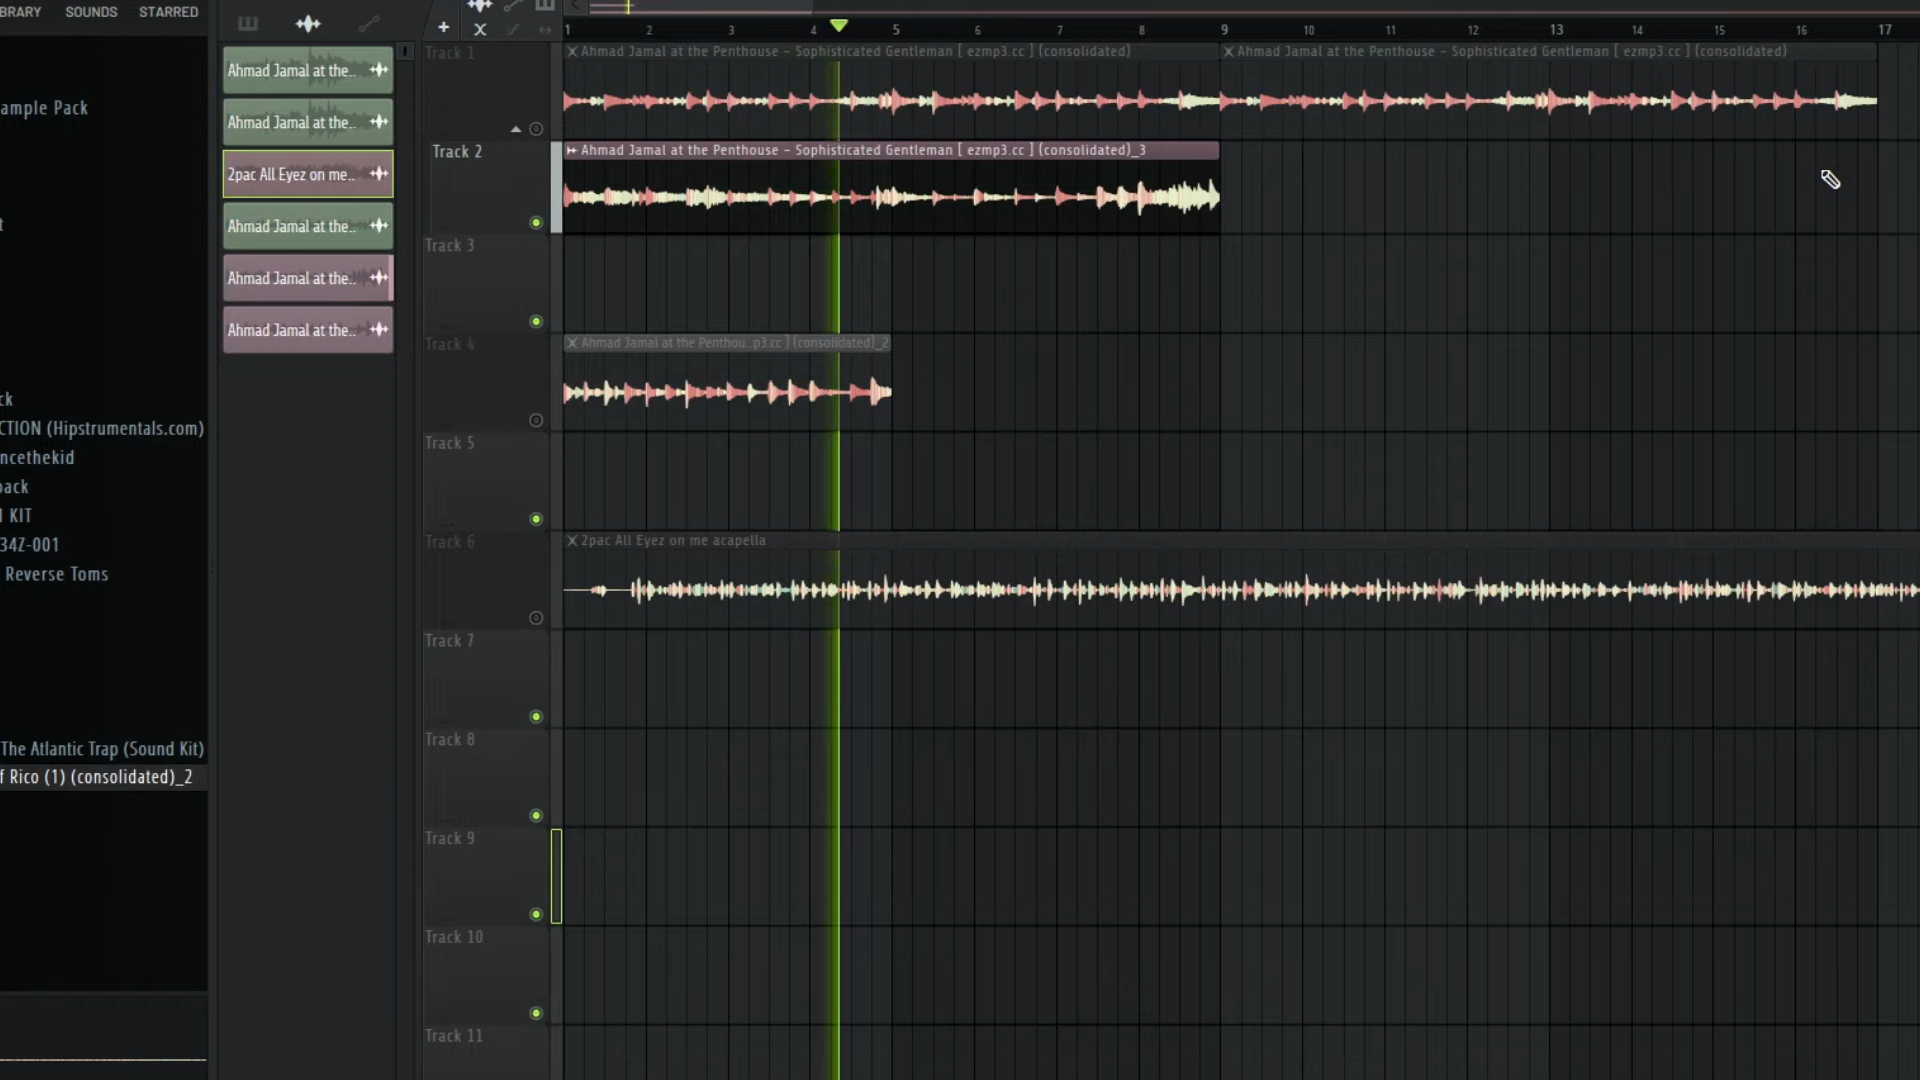 BRARY SOUNDS STARRED
ample Pack
t
ck
CTION (Hipstrumentals.com)
ncethekid
pack
I KIT
34Z-001
Reverse Toms
The Atlantic Trap (Sound Kit)
f Rico (1) (consolidated)_2
Ahmad Jamal at the..
Ahmad Jamal at the..
2pac All Eyez on me..
Ahmad Jamal at the..
Ahmad Jamal at the..
Ahmad Jamal at the..
1 2 3 4 5 6 7 8 9 10 11 12 13 14 15 16 17
Track 1
Ahmad Jamal at the Penthouse - Sophisticated Gentleman [ ezmp3.cc ] (consolidated)
Ahmad Jamal at the Penthouse - Sophisticated Gentleman [ ezmp3.cc ] (consolidated)
Track 2
Ahmad Jamal at the Penthouse - Sophisticated Gentleman [ ezmp3.cc ] (consolidated)_3
Track 3
Track 4
Ahmad Jamal at the Penthou..p3.cc ] (consolidated)_2
Track 5
Track 6
2pac All Eyez on me acapella
Track 7
Track 8
Track 9
Track 10
Track 11